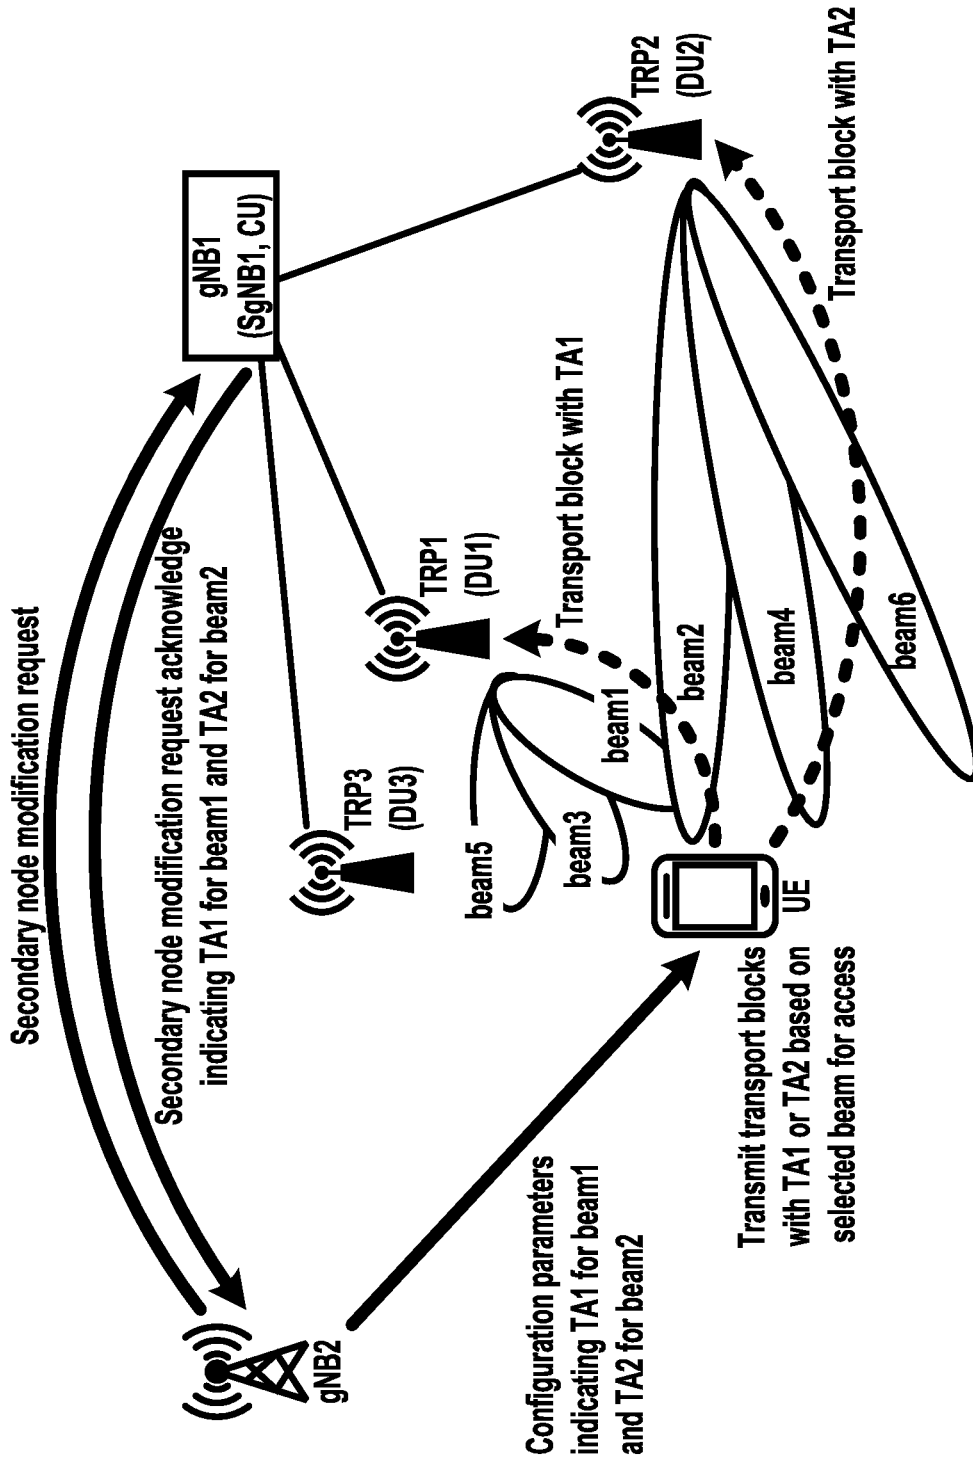 Secondary node modification request
Secondary node modification request acknowledge
indicating TA1 for beam1 and TA2 for beam2
gNB2
gNB1
(SgNB1, CU)
TRP3
(DU3)
TRP1
(DU1)
TRP2
(DU2)
Configuration parameters
indicating TA1 for beam1
and TA2 for beam2
beam5
beam3
beam1
Transport block with TA1
beam2
beam4
beam6
UE
Transmit transport blocks
with TA1 or TA2 based on
selected beam for access
Transport block with TA2